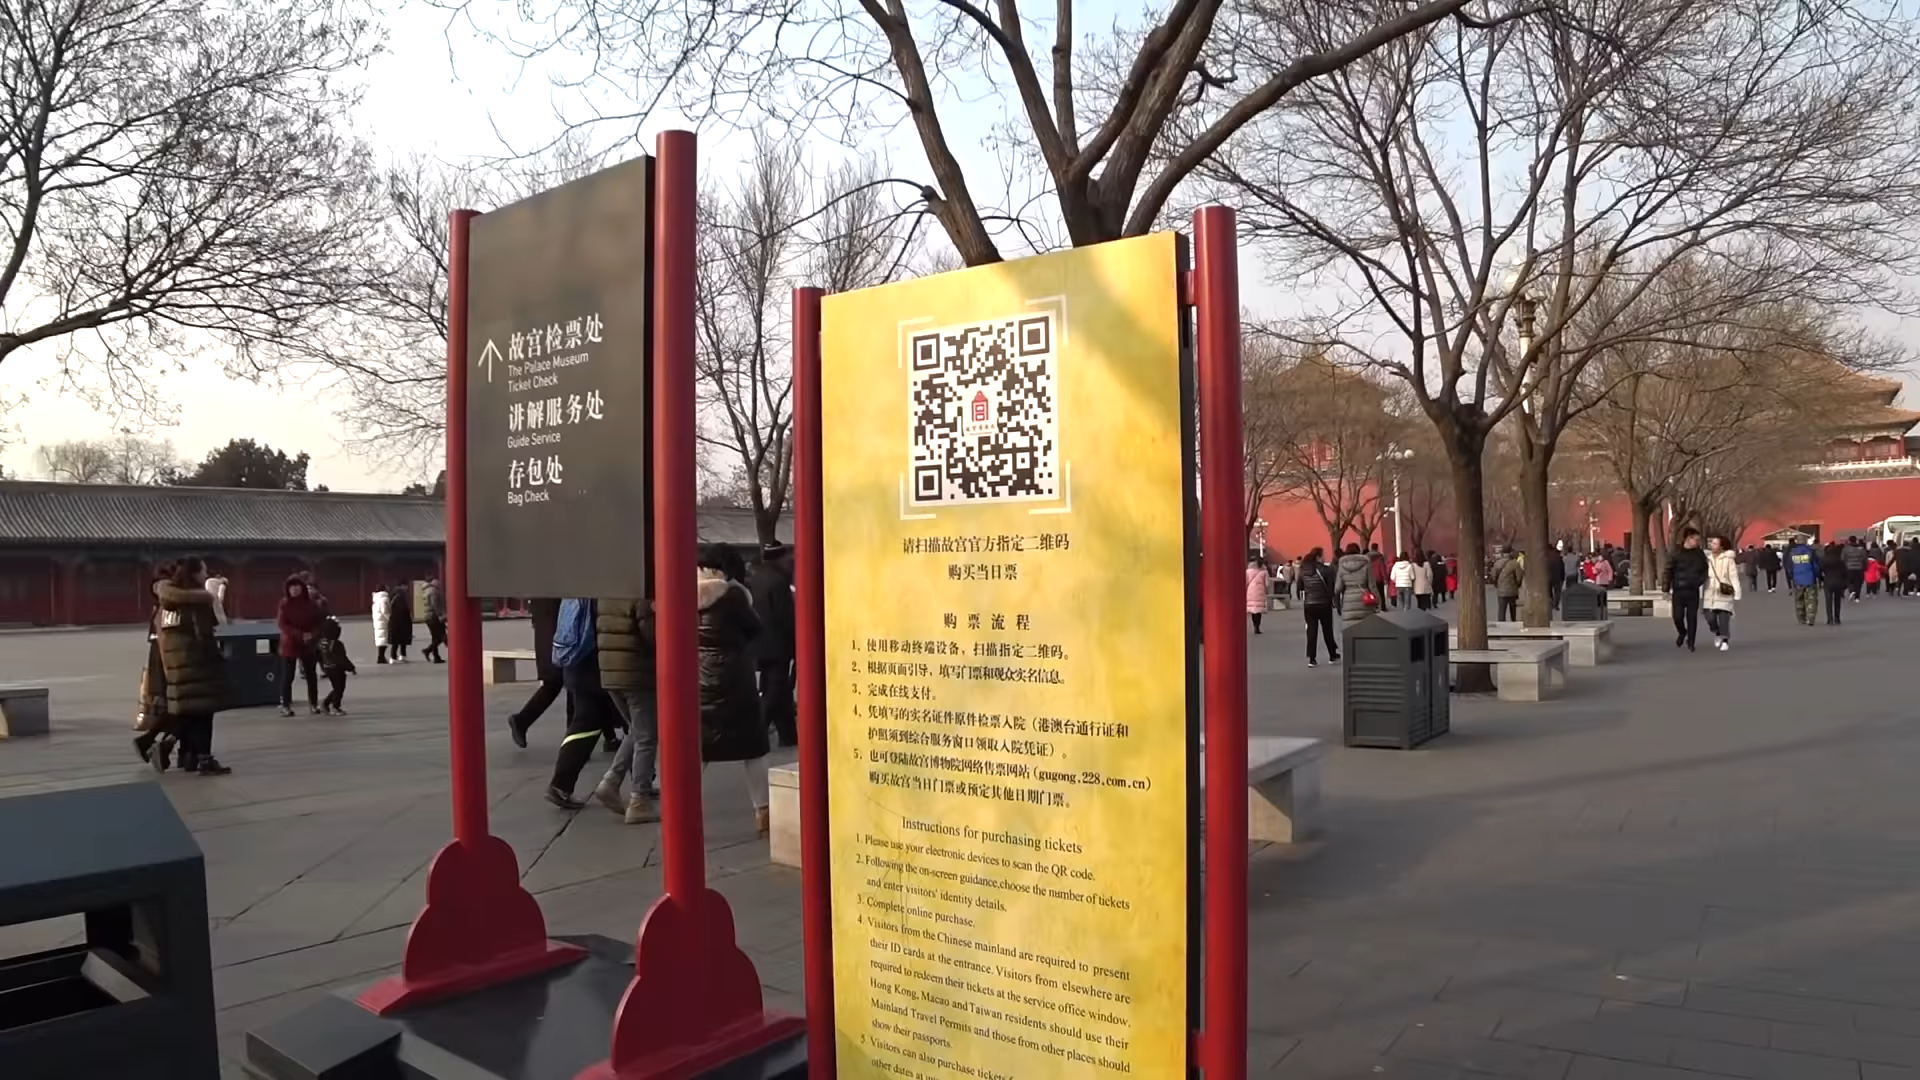 故宫检票处
The Palace Museum
Ticket Check
讲解服务处
Guide Service
存包处
Bag Check
请扫描故宫官方指定二维码
购买当日票
购票流程
1、使用移动终端设备，扫描指定二维码。
2、根据页面引导，填写门票和观众实名信息。
3、完成在线支付。
4、凭填写的实名证件原件检票入院（港澳台通行证和
护照须到综合服务窗口领取入院凭证）。
5、也可登陆故宫博物院网络售票网站（gugong.228.com.cn）
购买故宫当日门票或预定其他日期门票。
Instructions for purchasing tickets
1. Please use your electronic devices to scan the QR code.
2. Following the on-screen guidance,choose the number of tickets
and enter visitors' identity details.
3. Complete online purchase.
4. Visitors from the Chinese mainland are required to present
their ID cards at the entrance. Visitors from elsewhere are
required to redeem their tickets at the service office window.
Hong Kong, Macao and Taiwan residents should use their
Mainland Travel Permits and those from other places should
show their passports.
5. Visitors can also purchase tickets
other dates at